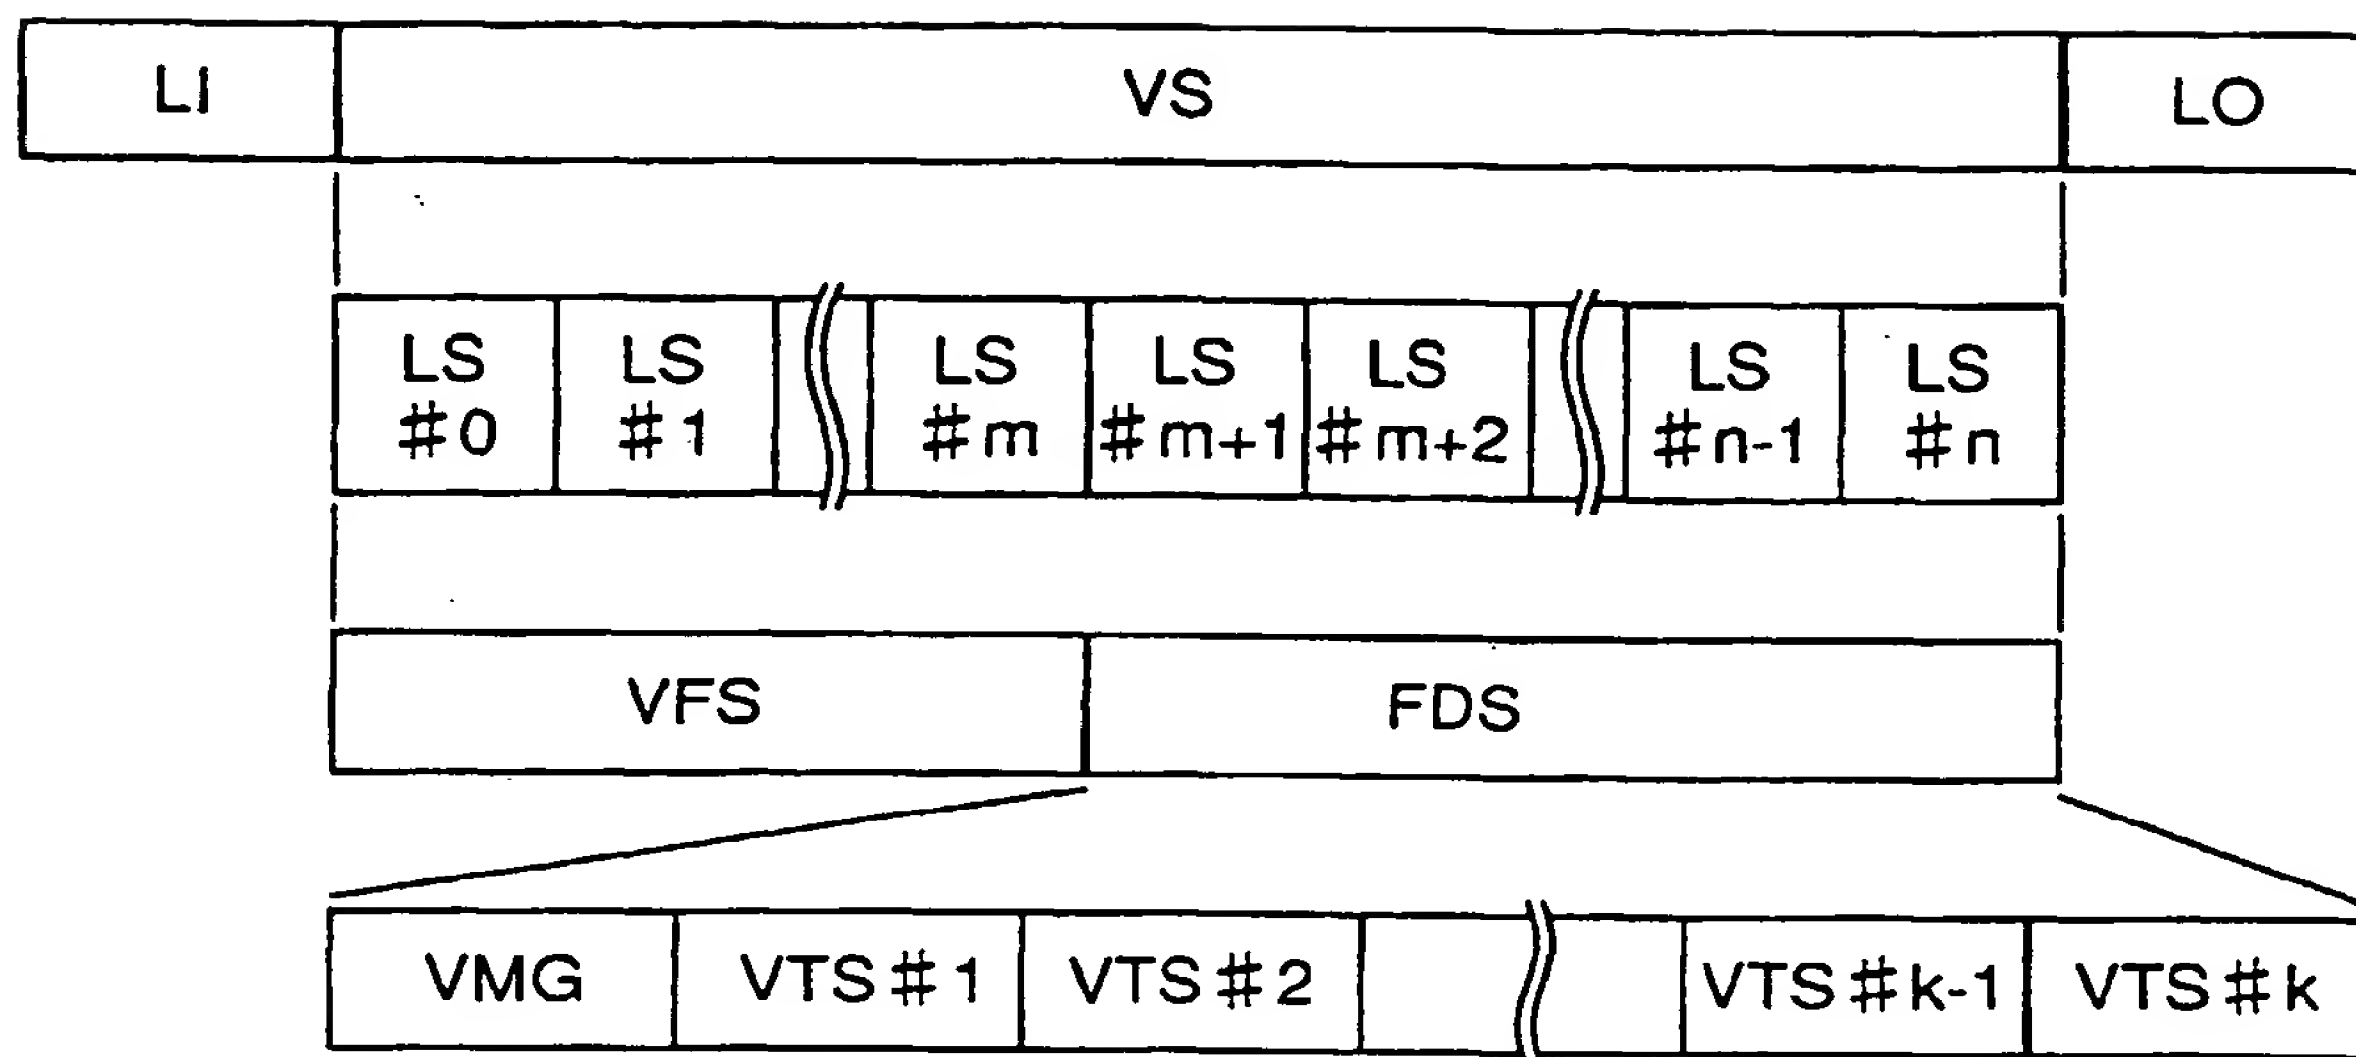 LI VS LO
LS LS LS LS LS LS LS
#0 #1 #m #m+1 #m+2 #n-1 #n
VFS FDS
VMG VTS#1 VTS#2 VTS#k-1 VTS#k